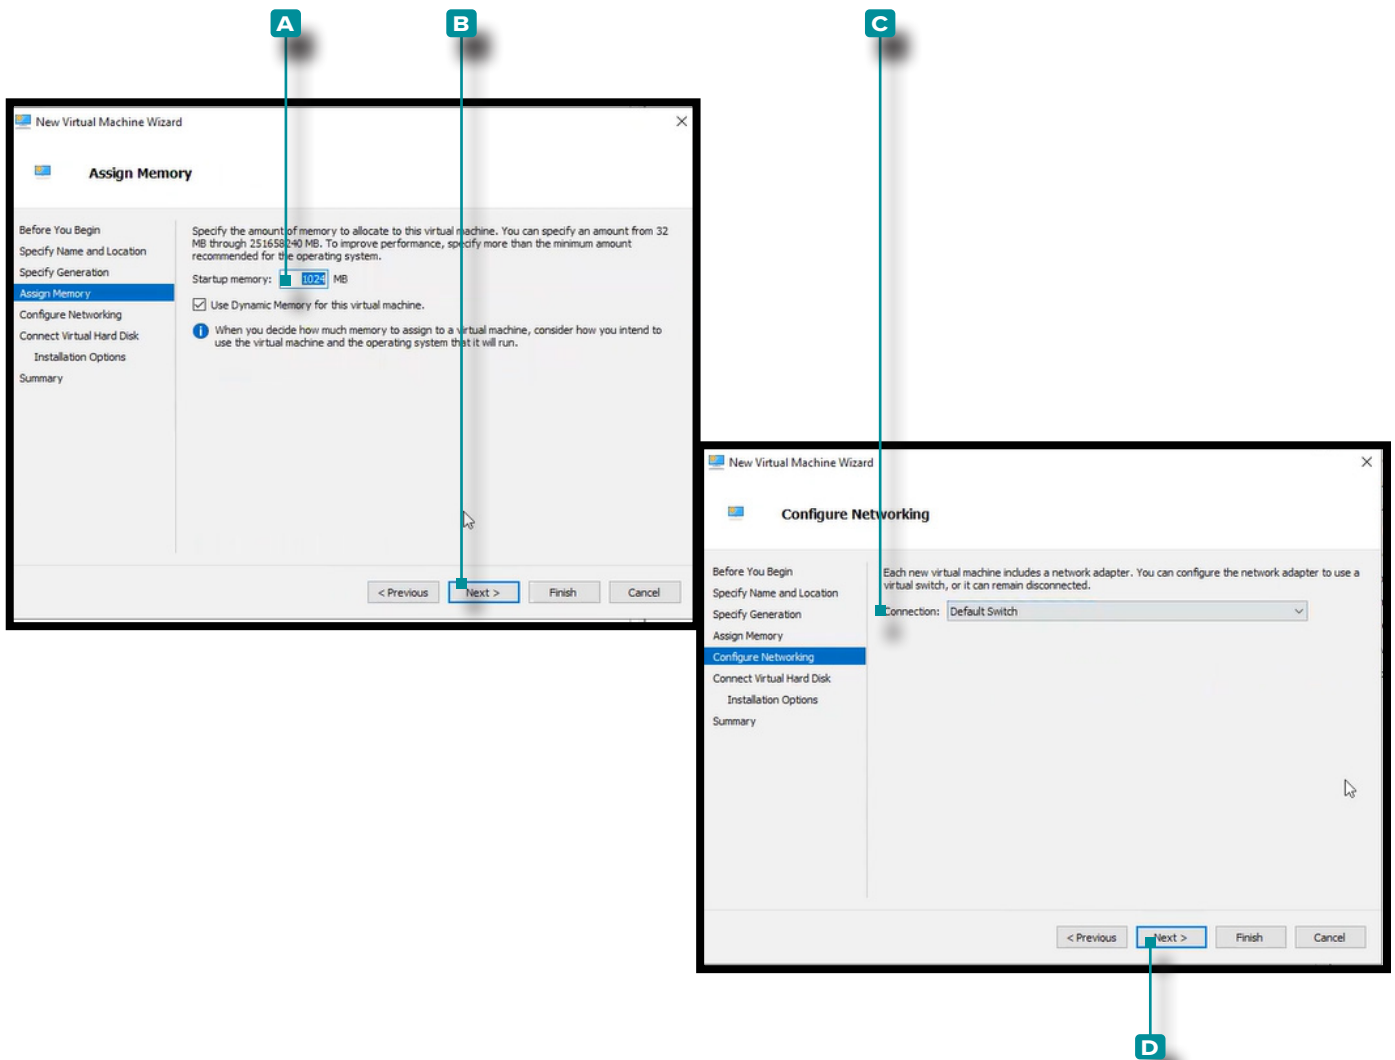 A
B
C
New Virtual Machine Wizard
Assign Memory
Before You Begin
Specify Name and Location
Specify Generation
Assign Memory
Configure Networking
Connect Virtual Hard Disk
Installation Options
Summary
Specify the amount of memory to allocate to this virtual machine. You can specify an amount from 32
MB through 251658240 MB. To improve performance, specify more than the minimum amount
recommended for the operating system.
Startup memory: 1024 MB
Use Dynamic Memory for this virtual machine.
When you decide how much memory to assign to a virtual machine, consider how you intend to
use the virtual machine and the operating system that it will run.
< Previous
Next >
Finish
Cancel
New Virtual Machine Wizard
Configure Networking
Before You Begin
Specify Name and Location
Specify Generation
Assign Memory
Configure Networking
Connect Virtual Hard Disk
Installation Options
Summary
Each new virtual machine includes a network adapter. You can configure the network adapter to use a
virtual switch, or it can remain disconnected.
Connection: Default Switch
< Previous
Next >
Finish
Cancel
D